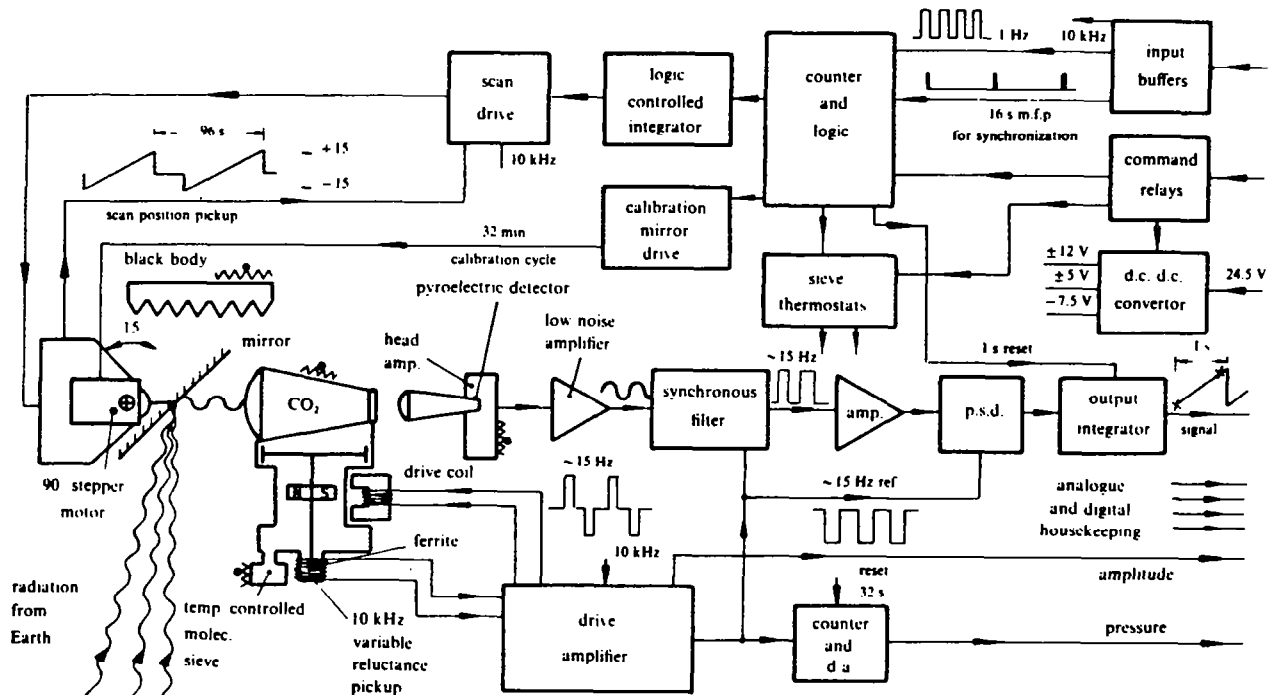 scan
drive
logic
controlled
integrator
counter
and
logic
1 Hz
10 kHz
input
buffers
16 s m.f.p
for synchronization
96 s
+ 15
− 15
10 kHz
scan position pickup
calibration
mirror
drive
command
relays
32 min
calibration cycle
black body
pyroelectric detector
sieve
thermostats
± 12 V
± 5 V
− 7.5 V
d.c. d.c.
convertor
24.5 V
15
mirror
head
amp.
low noise
amplifier
~ 15 Hz
1 s reset
1 s
CO₂
synchronous
filter
amp.
p.s.d.
output
integrator
signal
90 stepper
motor
N S
drive coil
~ 15 Hz
~ 15 Hz ref
analogue
and digital
housekeeping
ferrite
10 kHz
amplitude
radiation
from
Earth
temp controlled
molec.
sieve
10 kHz
variable
reluctance
pickup
drive
amplifier
reset
32 s
counter
and
d a
pressure